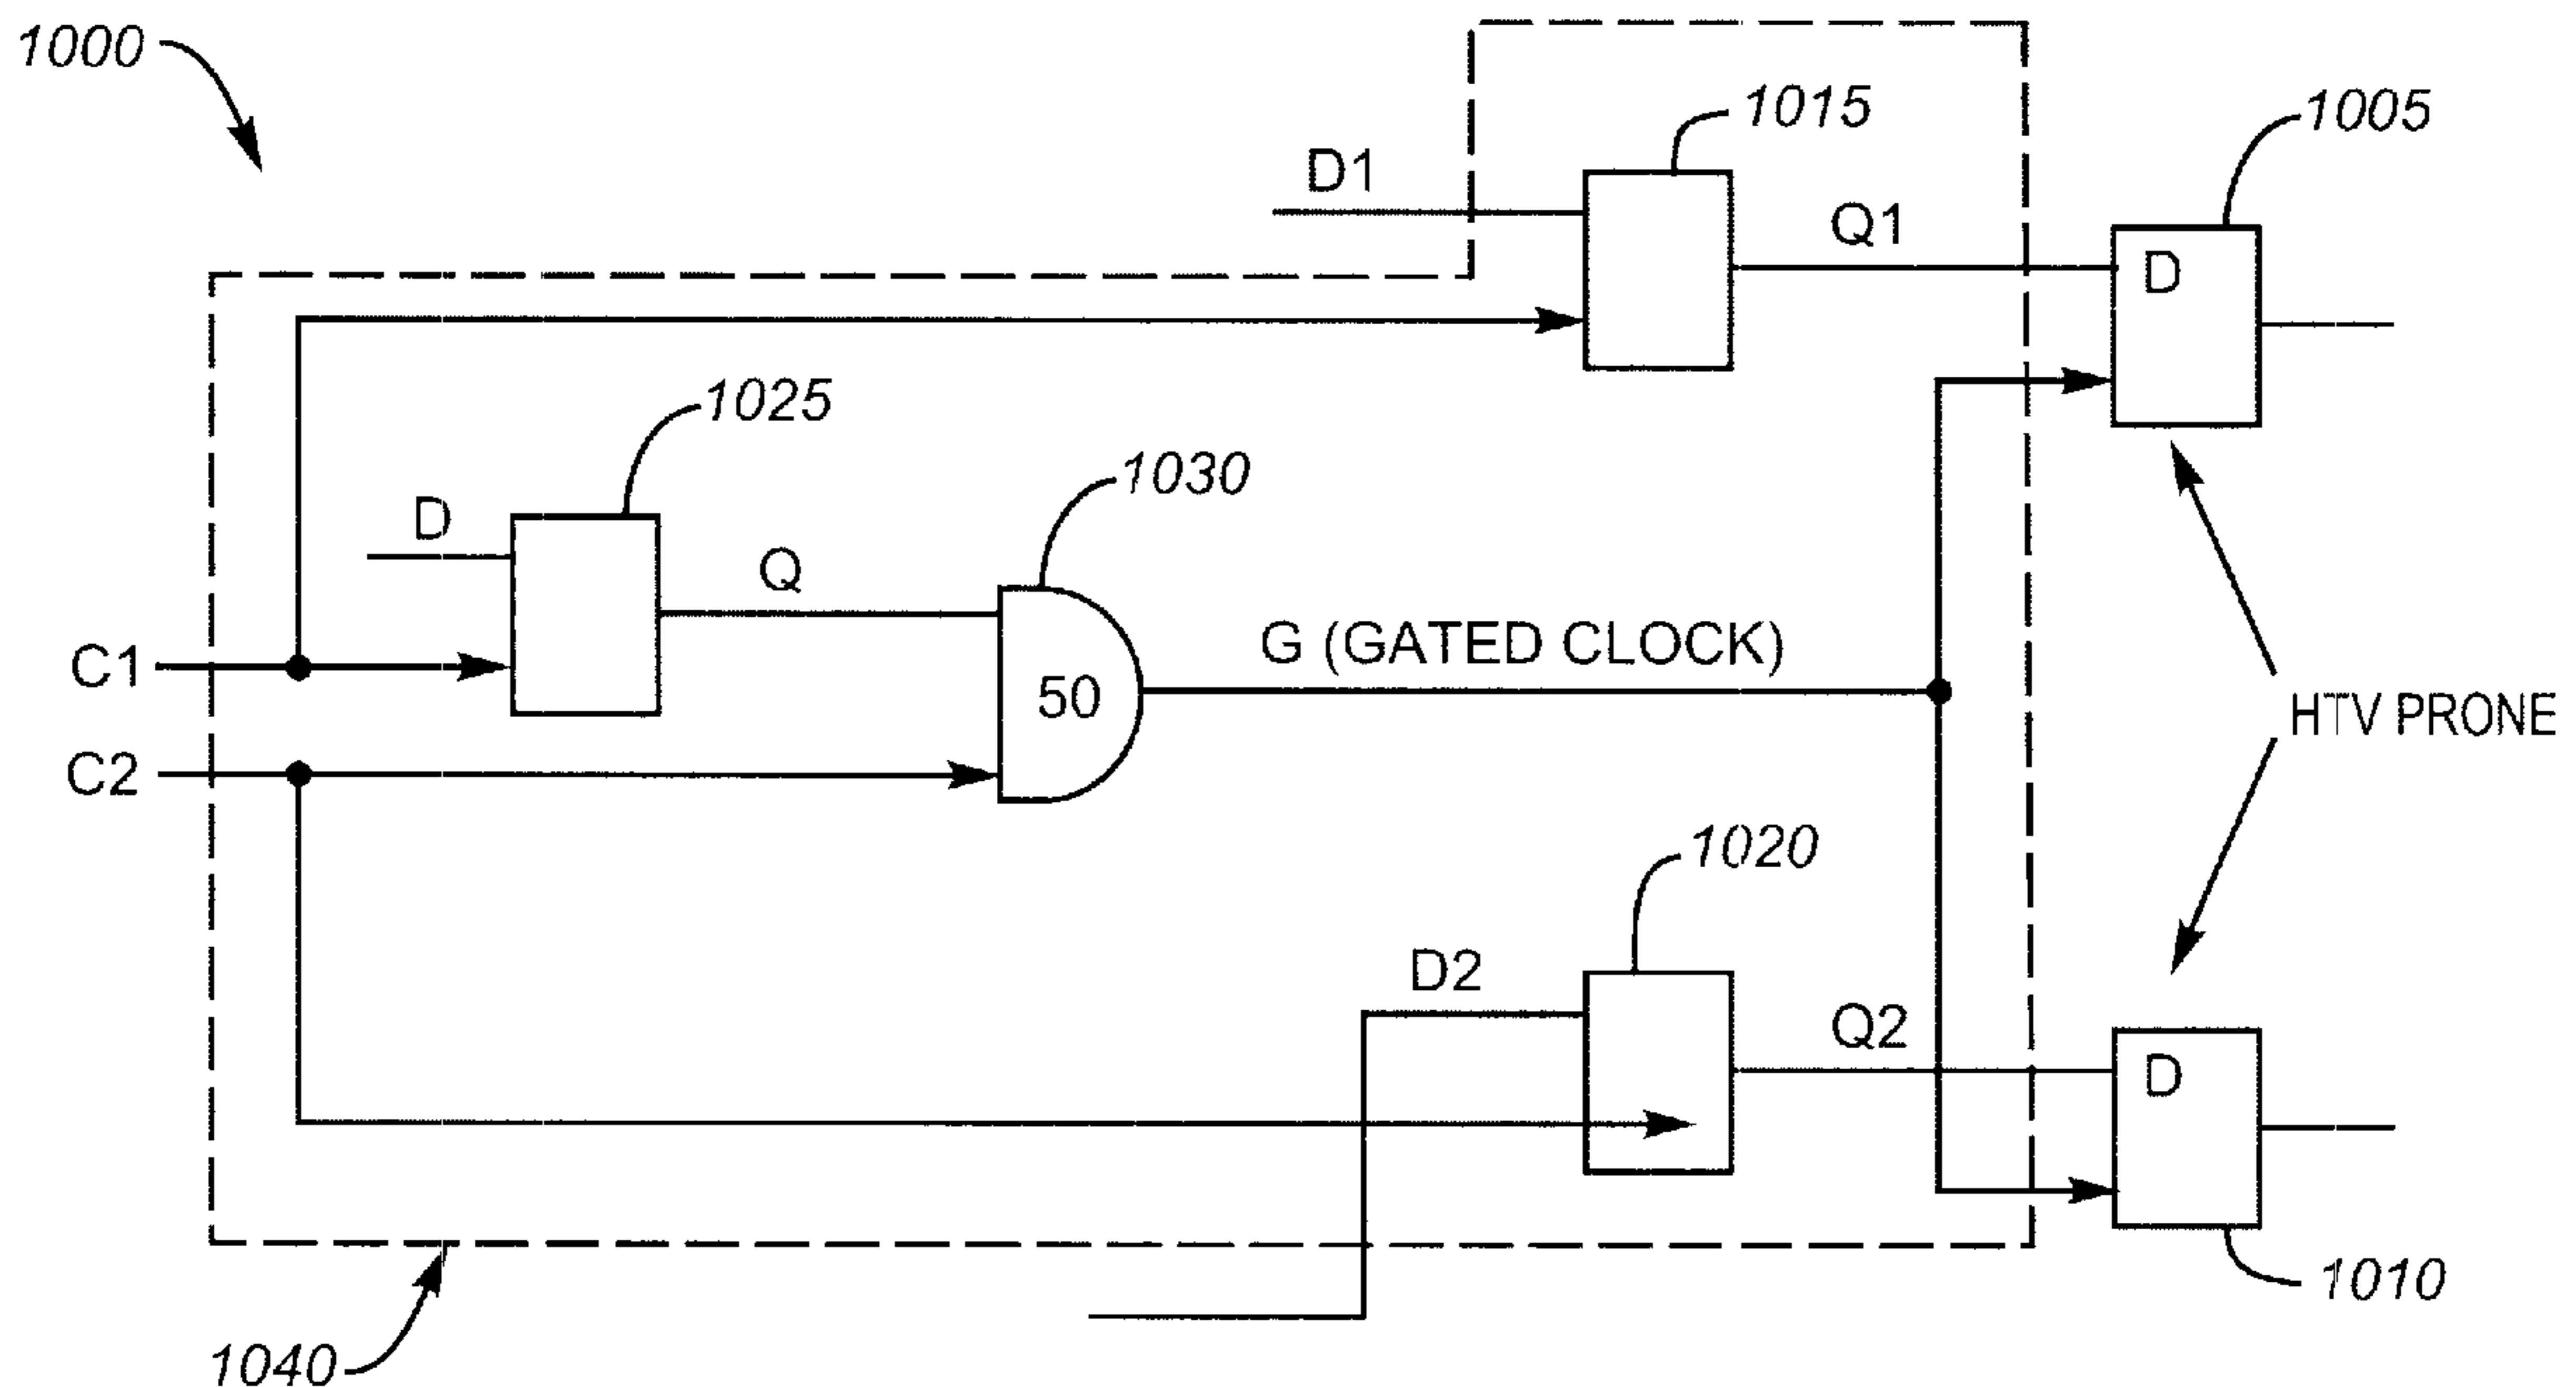 1000
1015
1005
D1
Q1
D
1025
1030
D
Q
C1
G (GATED CLOCK)
50
HTV PRONE
C2
1020
D2
Q2
D
1010
1040